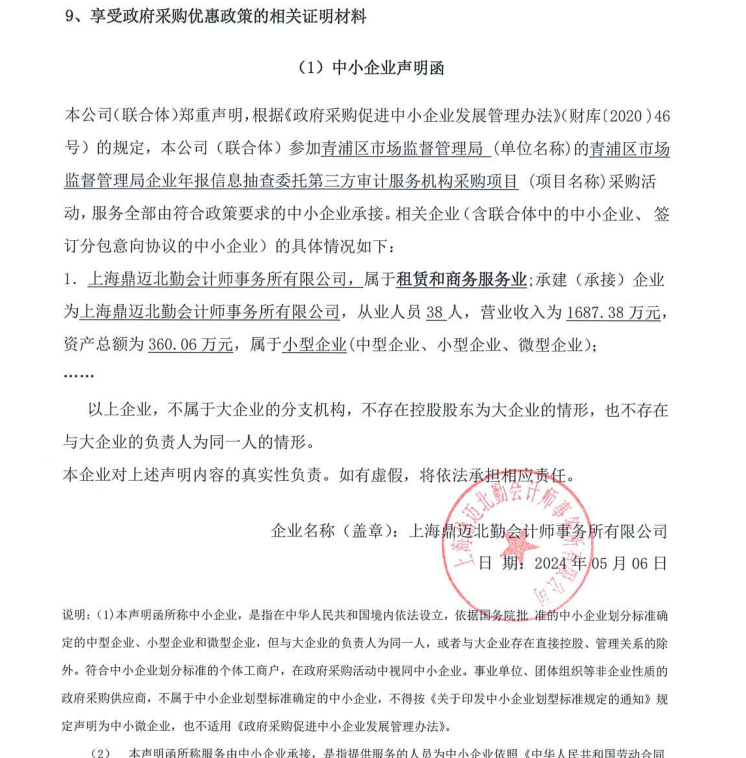 9、享受政府采购优惠政策的相关证明材料
（1）中小企业声明函
本公司（联合体）郑重声明，根据《政府采购促进中小企业发展管理办法》（财库〔2020〕46
号）的规定，本公司（联合体）参加青浦区市场监督管理局（单位名称）的青浦区市场
监督管理局企业年报信息抽查委托第三方审计服务机构采购项目（项目名称）采购活
动，服务全部由符合政策要求的中小企业承接。相关企业（含联合体中的中小企业、签
订分包意向协议的中小企业）的具体情况如下：
1．上海鼎迈北勤会计师事务所有限公司，属于租赁和商务服务业;承建（承接）企业
为上海鼎迈北勤会计师事务所有限公司，从业人员 38 人，营业收入为 1687.38 万元，
资产总额为 360.06 万元，属于小型企业(中型企业、小型企业、微型企业)；
……
以上企业，不属于大企业的分支机构，不存在控股股东为大企业的情形，也不存在
与大企业的负责人为同一人的情形。
本企业对上述声明内容的真实性负责。如有虚假，将依法承担相应责任。
企业名称（盖章）：上海鼎迈北勤会计师事务所有限公司
日 期：2024 年 05 月 06 日
上海鼎迈北勤会计师事务所有限公司
说明：(1)本声明函所称中小企业，是指在中华人民共和国境内依法设立，依据国务院批 准的中小企业划分标准确
定的中型企业、小型企业和微型企业，但与大企业的负责人为同一人，或者与大企业存在直接控股、管理关系的除
外。符合中小企业划分标准的个体工商户，在政府采购活动中视同中小企业。事业单位、团体组织等非企业性质的
政府采购供应商，不属于中小企业划型标准确定的中小企业，不得按《关于印发中小企业划型标准规定的通知》规
定声明为中小微企业，也不适用《政府采购促进中小企业发展管理办法》。
（2） 本声明函所称服务由中小企业承接，是指提供服务的人员为中小企业依照《中华人民共和国劳动合同